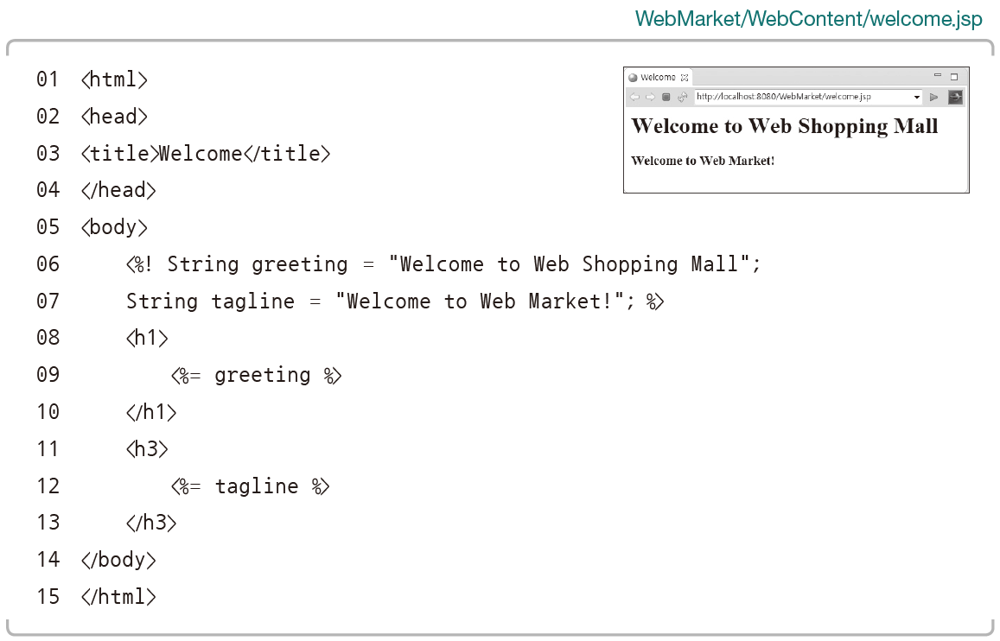 WebMarket/WebContent/welcome.jsp
01 <html>
02 <head>
03 <title>Welcome</title>
04 </head>
05 <body>
06     <%! String greeting = "Welcome to Web Shopping Mall";
07     String tagline = "Welcome to Web Market!"; %>
08     <h1>
09         <%= greeting %>
10     </h1>
11     <h3>
12         <%= tagline %>
13     </h3>
14 </body>
15 </html>
Welcome
http://localhost:8080/WebMarket/welcome.jsp
Welcome to Web Shopping Mall
Welcome to Web Market!